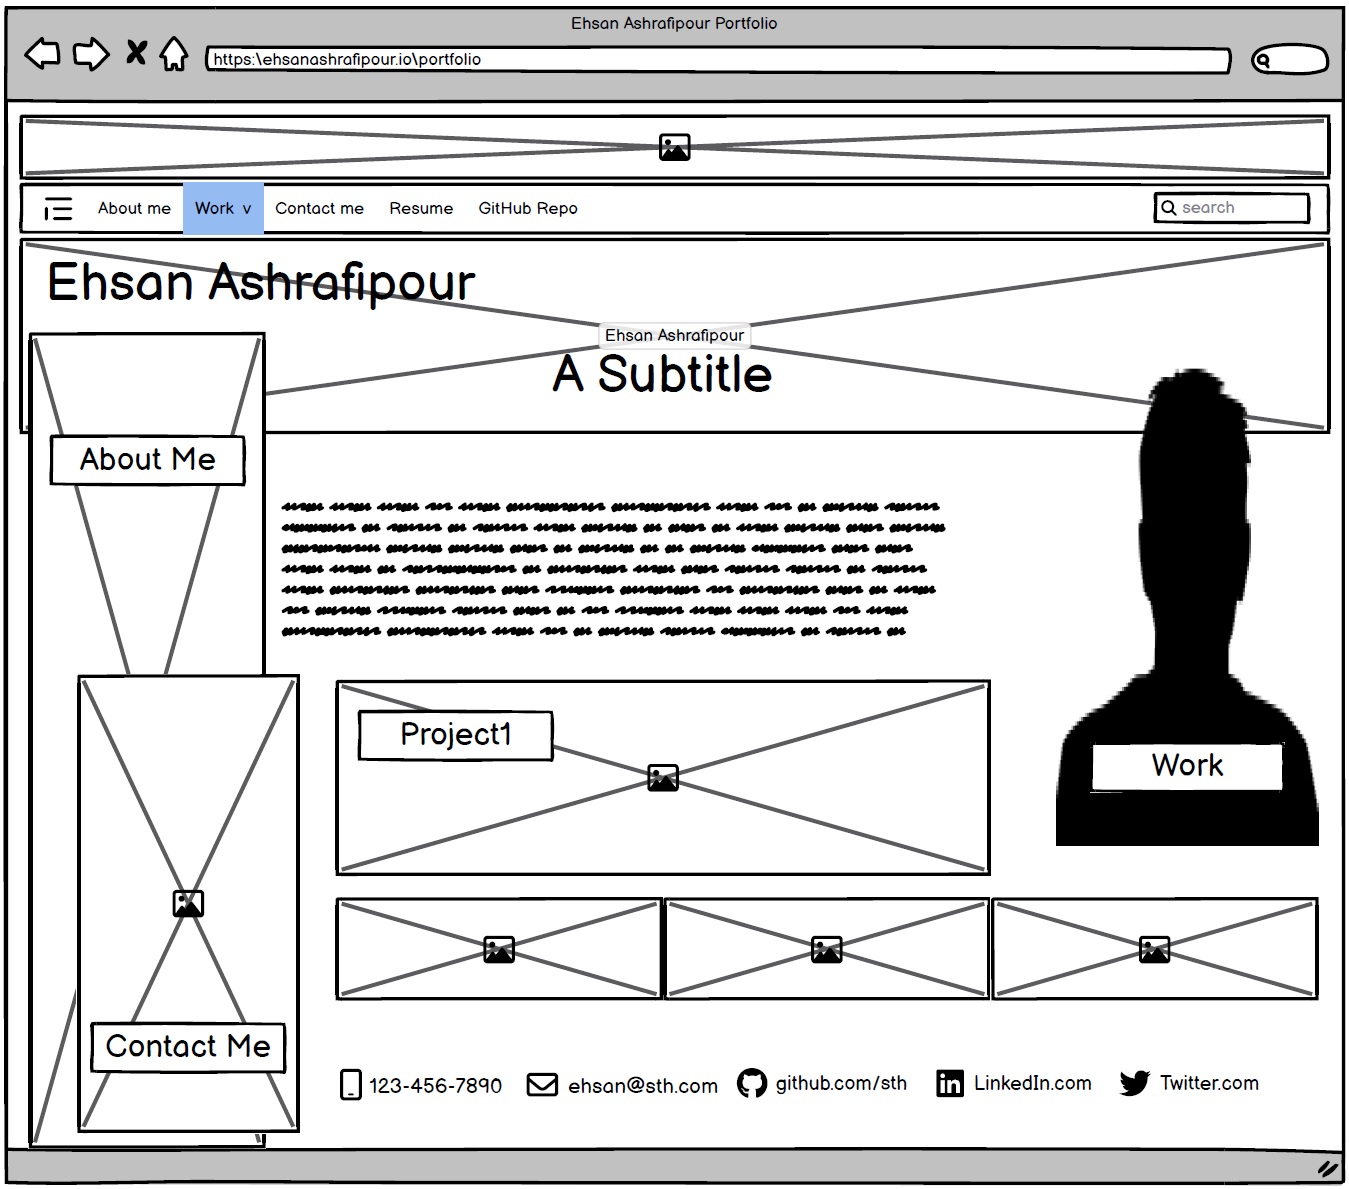 Ehsan Ashrafipour Portfolio
https:\ehsanashrafipour.io\portfolio
About me Work v Contact me Resume GitHub Repo search
Ehsan Ashrafipour
Ehsan Ashrafipour
A Subtitle
About Me
Project1
Work
Contact Me
123-456-7890 ehsan@sth.com github.com/sth LinkedIn.com Twitter.com